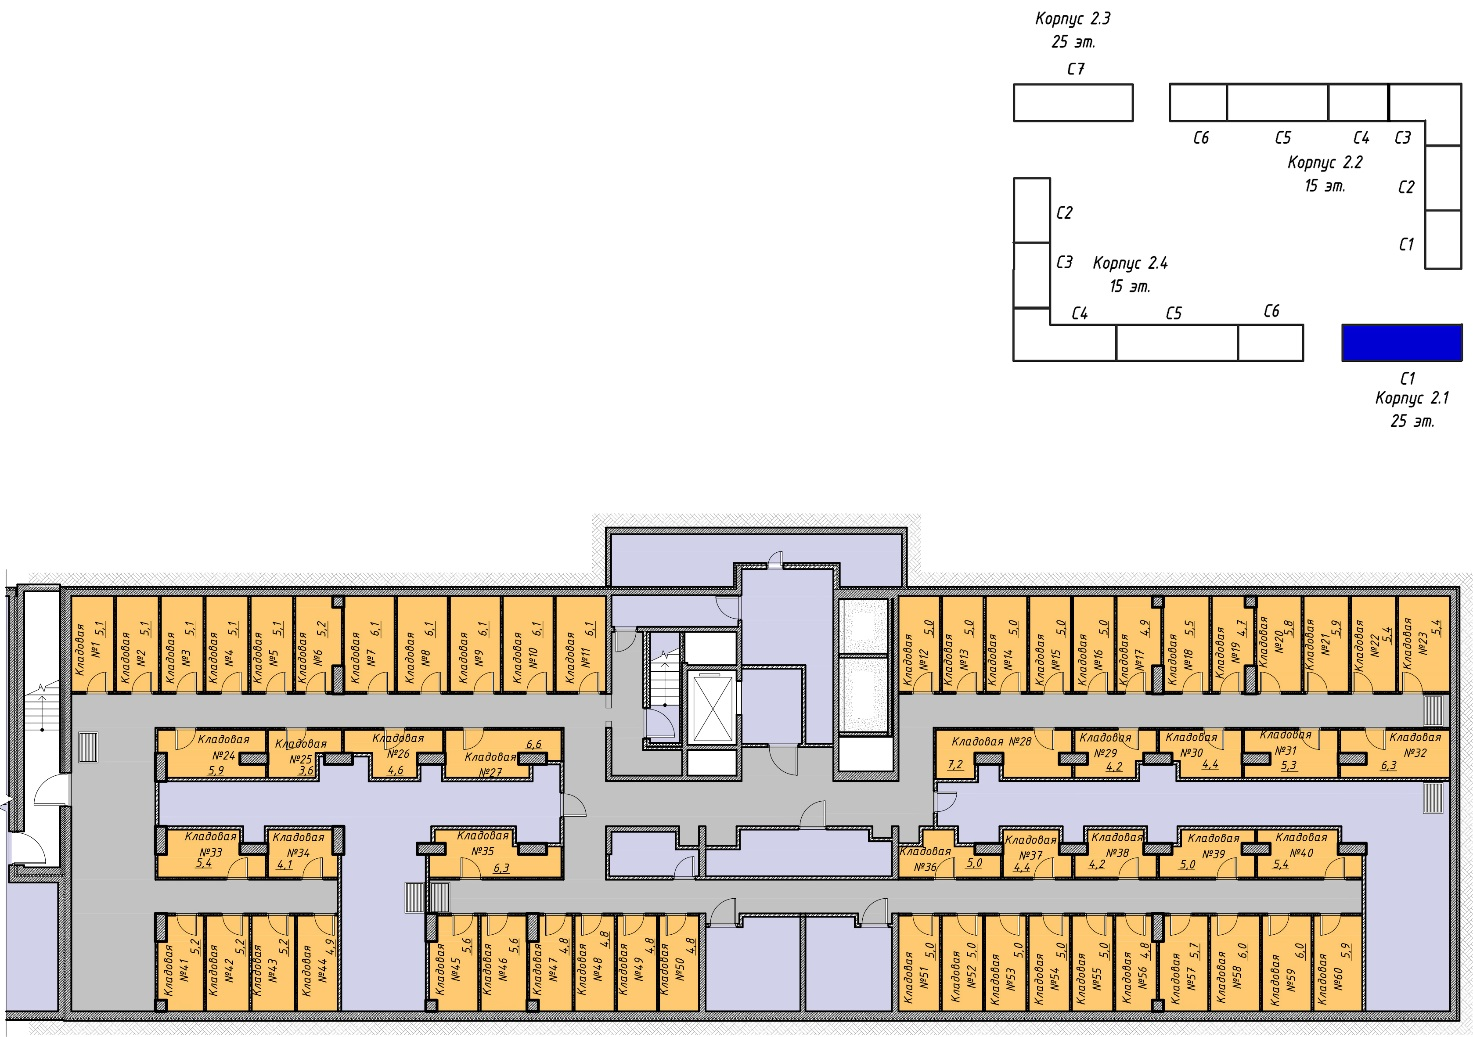 Корпус 2.3
25 эт.
С7
С6
С5
С4
С3
Корпус 2.2
15 эт.
С2
С1
С2
С3
Корпус 2.4
15 эт.
С4
С5
С6
С1
Корпус 2.1
25 эт.
Кладовая
№1 5,1
Кладовая
№2 5,1
Кладовая
№3 5,1
Кладовая
№4 5,1
Кладовая
№5 5,1
Кладовая
№6 5,2
Кладовая
№7 6,1
Кладовая
№8 6,1
Кладовая
№9 6,1
Кладовая
№10 6,1
Кладовая
№11 6,1
Кладовая
№12 5,0
Кладовая
№13 5,0
Кладовая
№14 5,0
Кладовая
№15 5,0
Кладовая
№16 5,0
Кладовая
№17 4,9
Кладовая
№18 5,5
Кладовая
№19 4,7
Кладовая
№20 5,8
Кладовая
№21 5,9
Кладовая
№22 5,4
Кладовая
№23 5,4
Кладовая
№24
5,9
Кладовая
№25
3,6
Кладовая
№26
4,6
6,6
Кладовая
№27
Кладовая №28
7,2
Кладовая
№29
4,2
Кладовая
№30
4,4
Кладовая
№31
5,3
Кладовая
№32
6,3
Кладовая
№33
5,4
Кладовая
№34
4,1
Кладовая
№35
6,3
Кладовая
№36 5,0
Кладовая
№37
4,4
Кладовая
№38
4,2
Кладовая
№39
5,0
Кладовая
№40
5,4
Кладовая
№41 5,2
Кладовая
№42 5,2
Кладовая
№43 5,2
Кладовая
№44 4,9
Кладовая
№45 5,6
Кладовая
№46 5,6
Кладовая
№47 4,8
Кладовая
№48 4,8
Кладовая
№49 4,8
Кладовая
№50 4,8
Кладовая
№51 5,0
Кладовая
№52 5,0
Кладовая
№53 5,0
Кладовая
№54 5,0
Кладовая
№55 5,0
Кладовая
№56 4,8
Кладовая
№57 5,7
Кладовая
№58 6,0
Кладовая
№59 6,0
Кладовая
№60 5,9